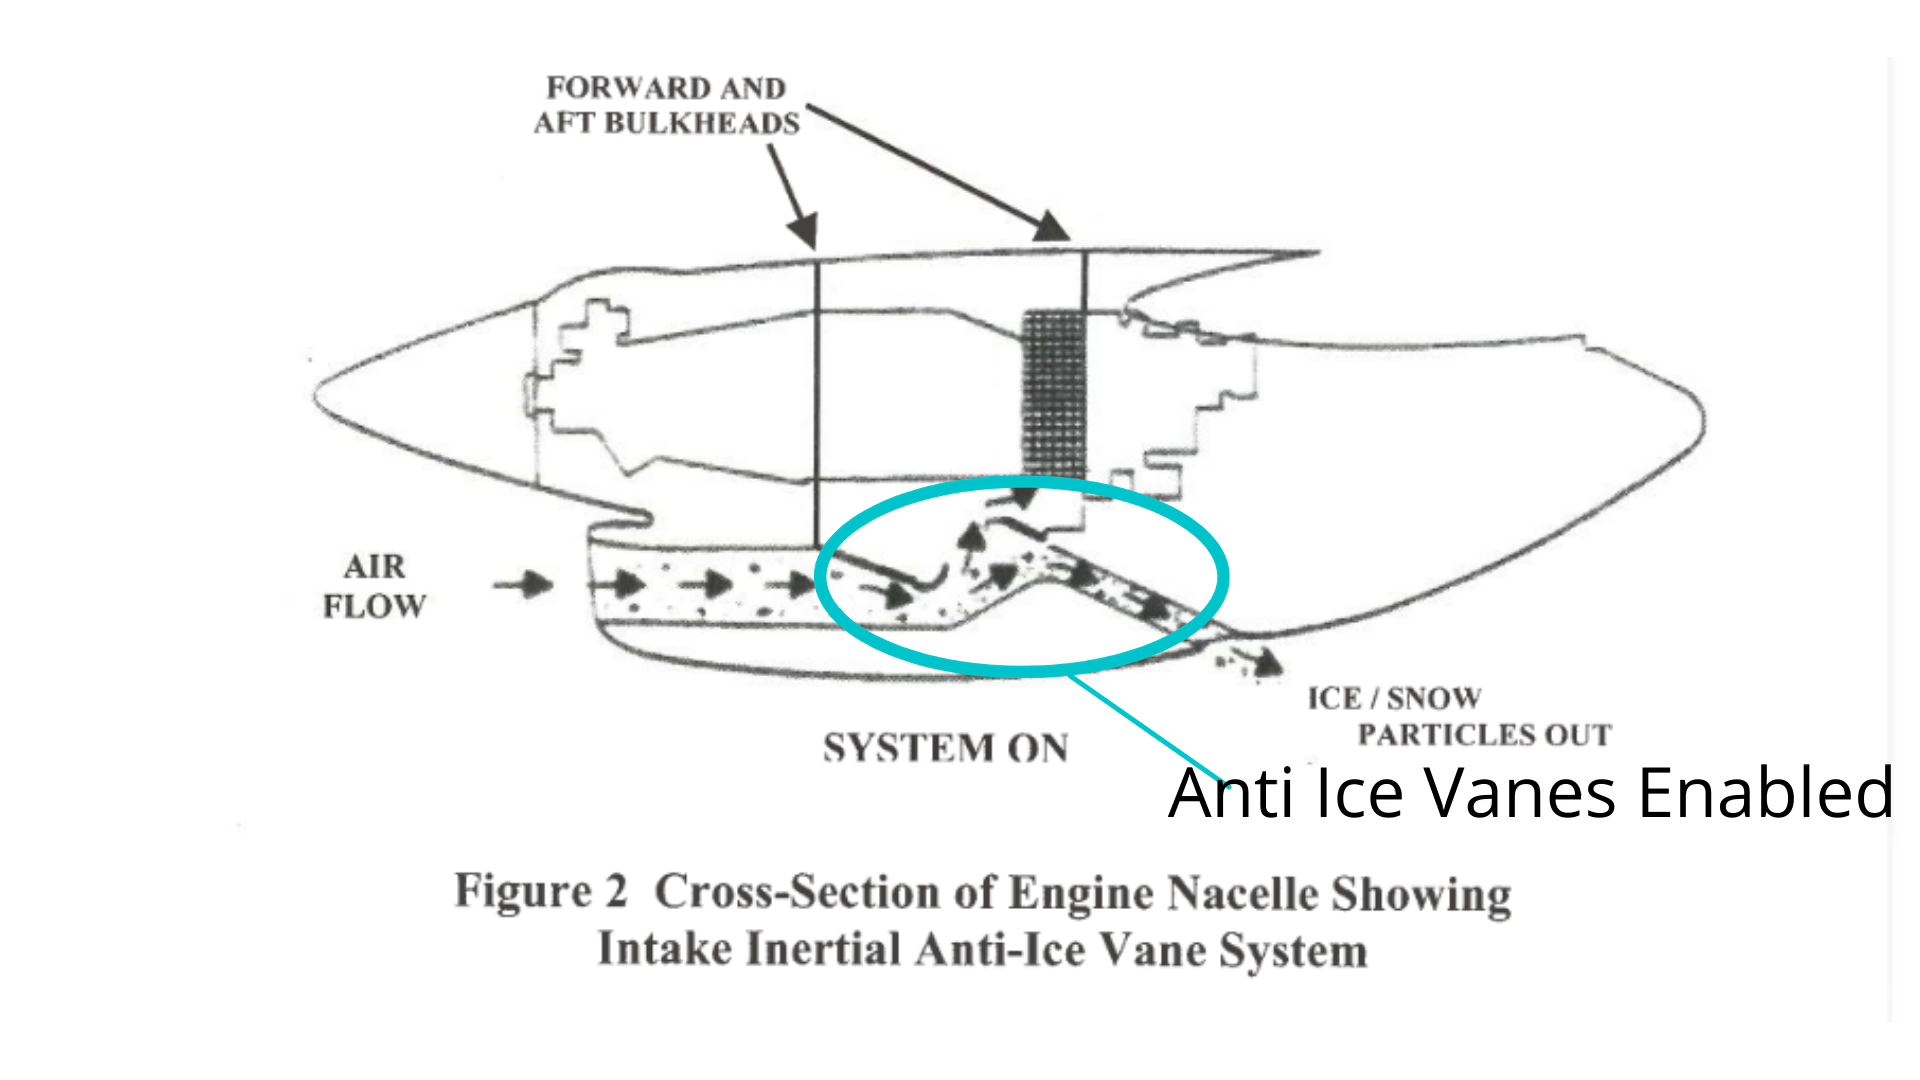 FORWARD AND
AFT BULKHEADS
AIR
FLOW
ICE / SNOW
PARTICLES OUT
SYSTEM ON
Anti Ice Vanes Enabled
Figure 2 Cross-Section of Engine Nacelle Showing
Intake Inertial Anti-Ice Vane System